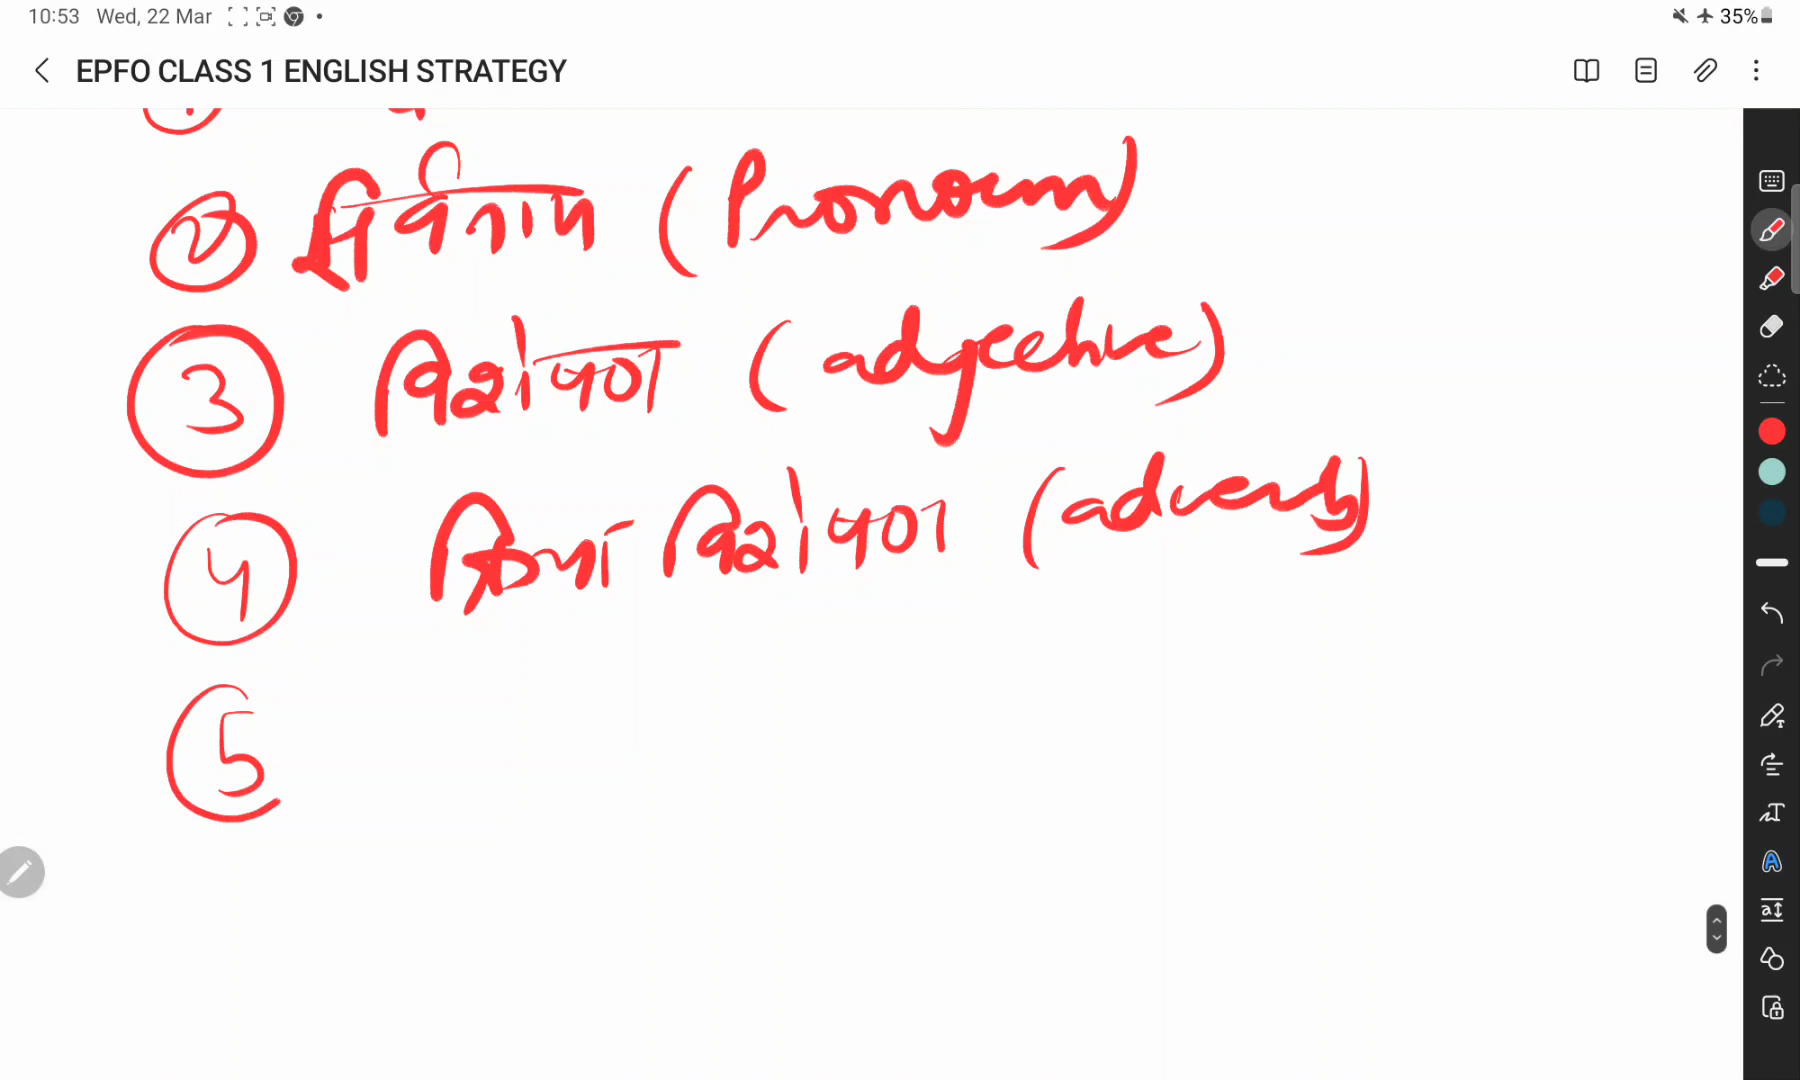 10:53 Wed, 22 Mar 35%
EPFO CLASS 1 ENGLISH STRATEGY
② सर्वनाम (Pronoun)
③ विशेषण (adjective)
④ क्रिया विशेषण (adverb)
5